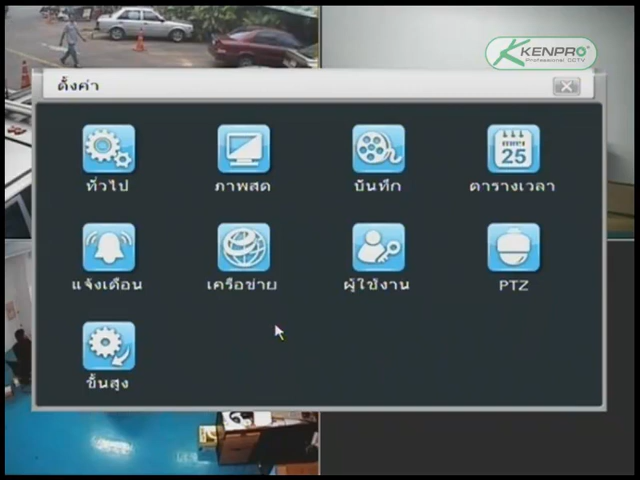 KENPRO
Professional CCTV
ตั้งค่า
ทั่วไป
ภาพสด
บันทึก
ตารางเวลา
25
แจ้งเตือน
เครือข่าย
ผู้ใช้งาน
PTZ
ขั้นสูง